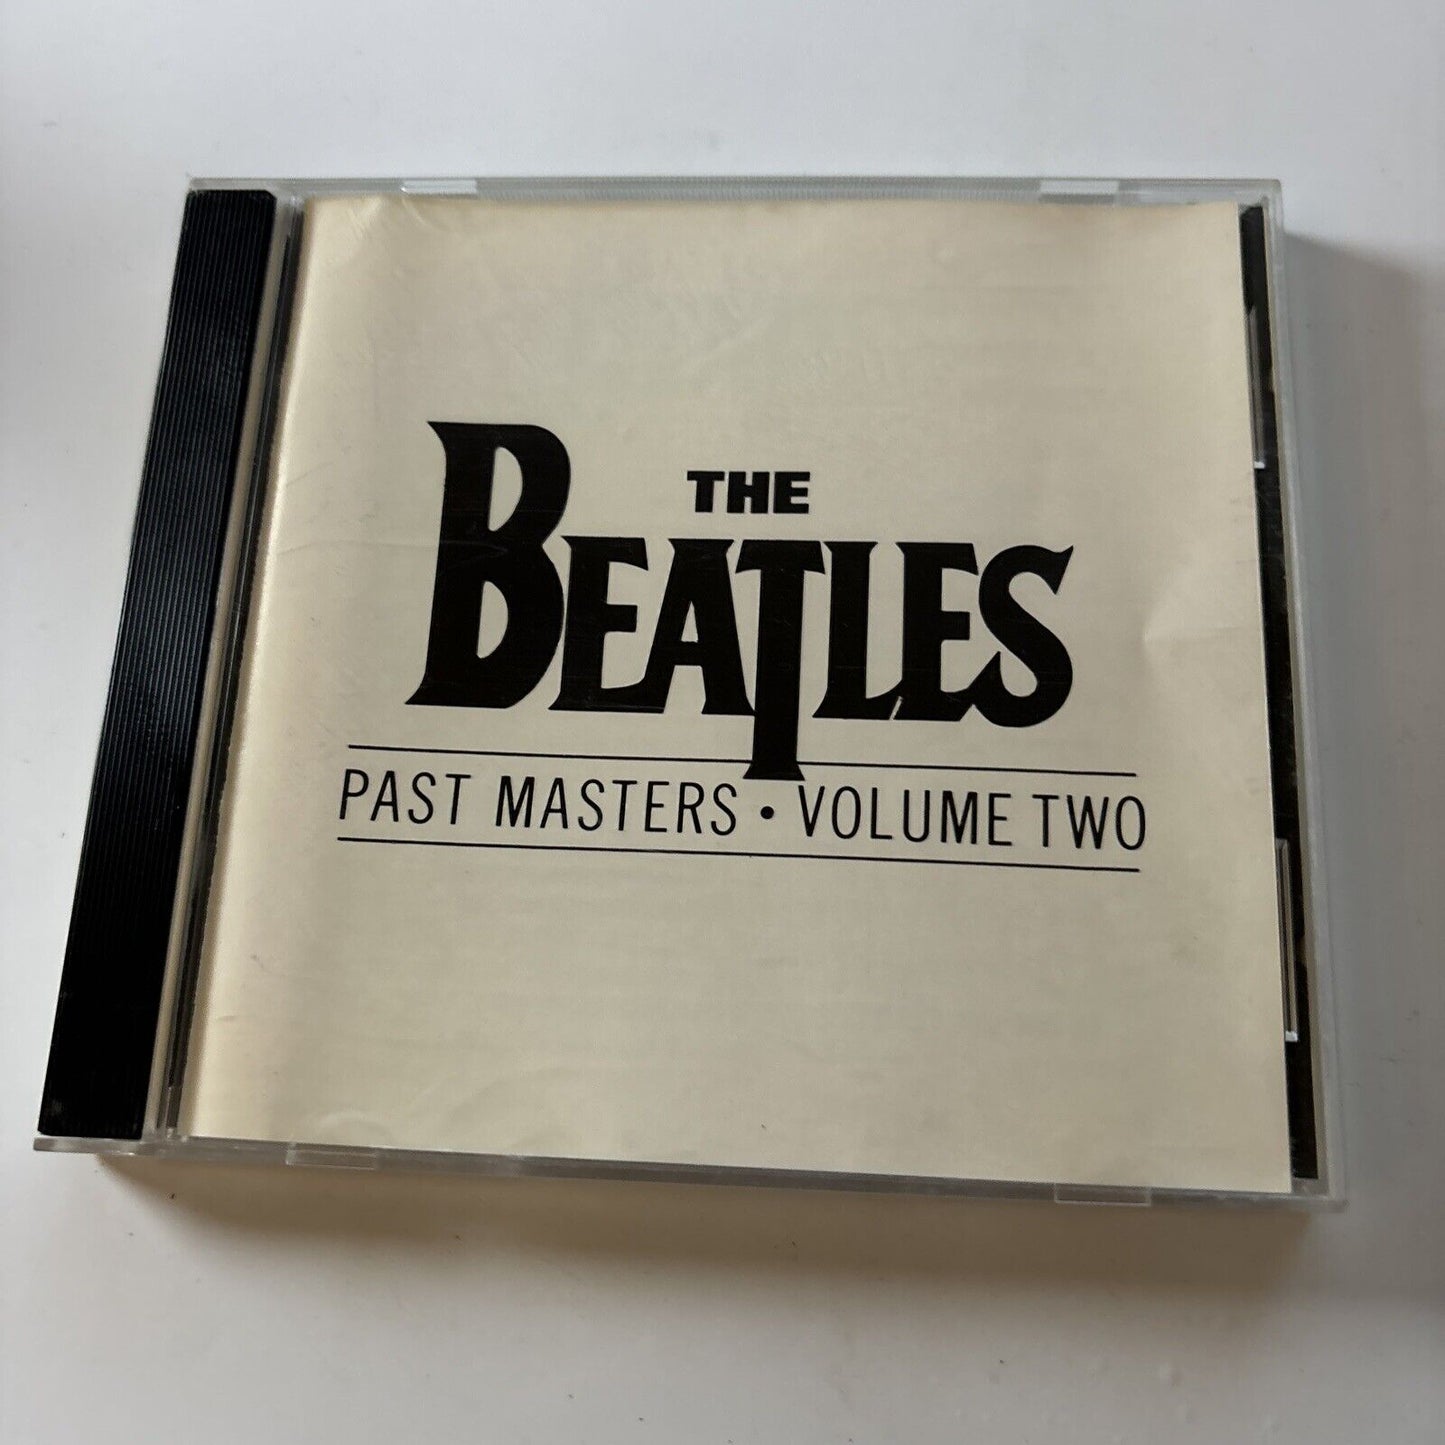 THE
BEATLES
PAST MASTERS • VOLUME TWO